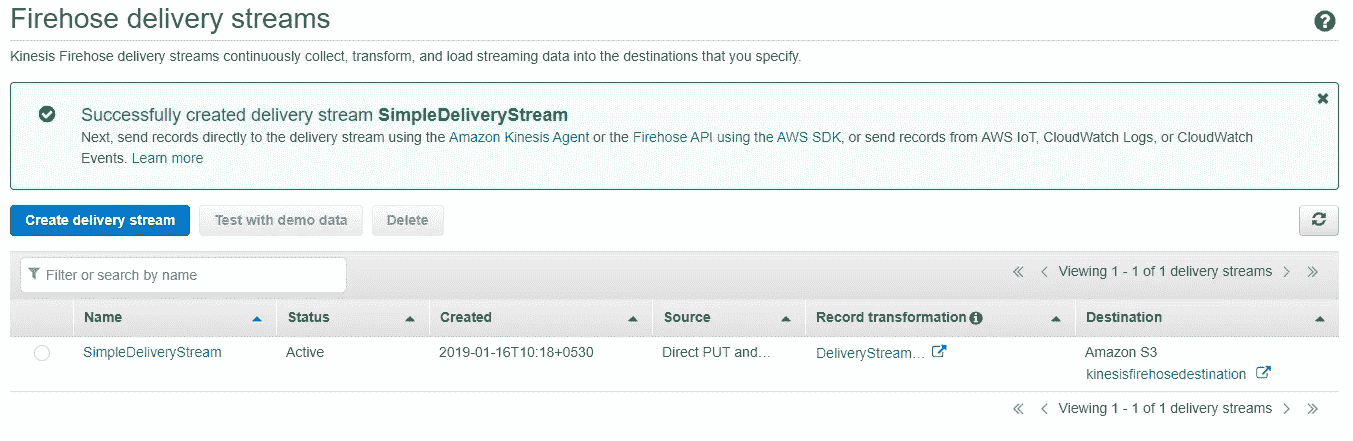 Firehose delivery streams
Kinesis Firehose delivery streams continuously collect, transform, and load streaming data into the destinations that you specify.
Successfully created delivery stream SimpleDeliveryStream
Next, send records directly to the delivery stream using the Amazon Kinesis Agent or the Firehose API using the AWS SDK, or send records from AWS IoT, CloudWatch Logs, or CloudWatch
Events. Learn more
Create delivery stream Test with demo data Delete
Filter or search by name Viewing 1 - 1 of 1 delivery streams
Name Status Created Source Record transformation Destination
SimpleDeliveryStream Active 2019-01-16T10:18+0530 Direct PUT and... DeliveryStream... Amazon S3
kinesisfirehosedestination
Viewing 1 - 1 of 1 delivery streams